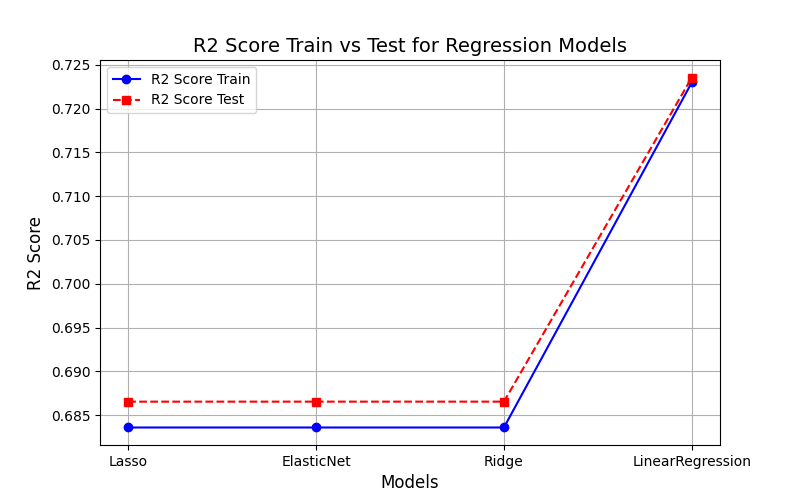 R2 Score Train vs Test for Regression Models
R2 Score Train
R2 Score Test
0.725
0.720
0.715
0.710
0.705
0.700
0.695
0.690
0.685
R2 Score
Lasso
ElasticNet
Ridge
LinearRegression
Models